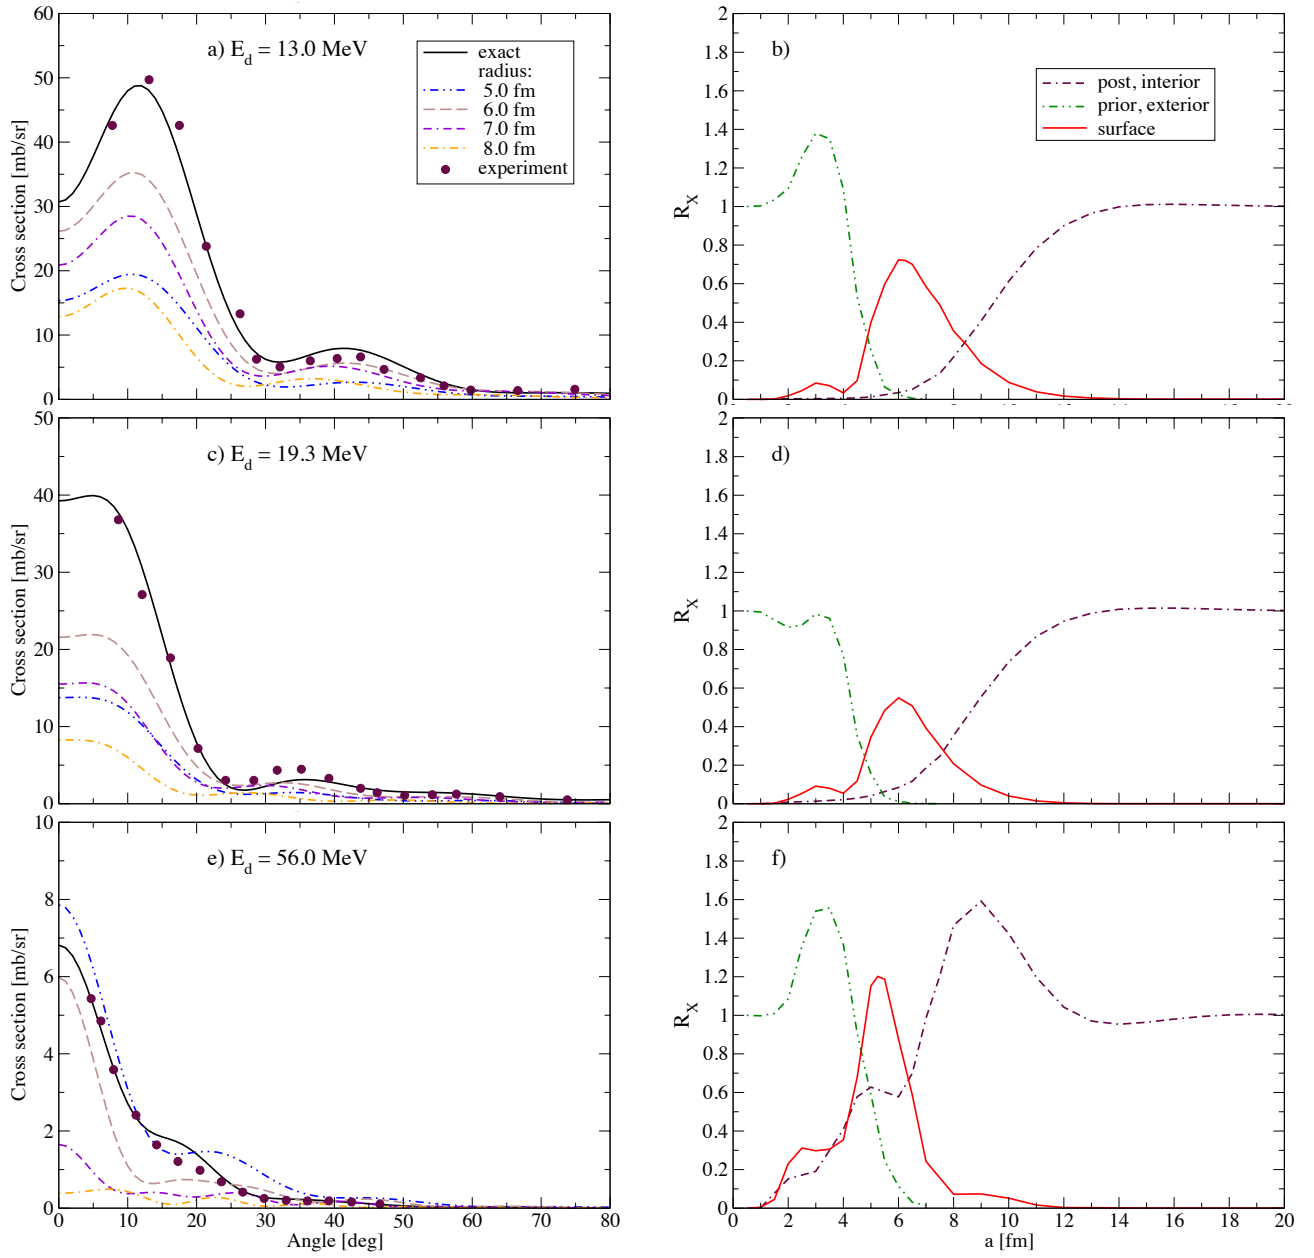 a) E_d = 13.0 MeV
exact
radius:
5.0 fm
6.0 fm
7.0 fm
8.0 fm
experiment
Cross section [mb/sr]
60
50
40
30
20
10
0
b)
post, interior
prior, exterior
surface
R_X
2
1.8
1.6
1.4
1.2
1
0.8
0.6
0.4
0.2
0
c) E_d = 19.3 MeV
Cross section [mb/sr]
50
40
30
20
10
0
d)
R_X
2
1.8
1.6
1.4
1.2
1
0.8
0.6
0.4
0.2
0
e) E_d = 56.0 MeV
Cross section [mb/sr]
10
8
6
4
2
0
0 10 20 30 40 50 60 70 80
Angle [deg]
f)
R_X
2
1.8
1.6
1.4
1.2
1
0.8
0.6
0.4
0.2
0
0 2 4 6 8 10 12 14 16 18 20
a [fm]